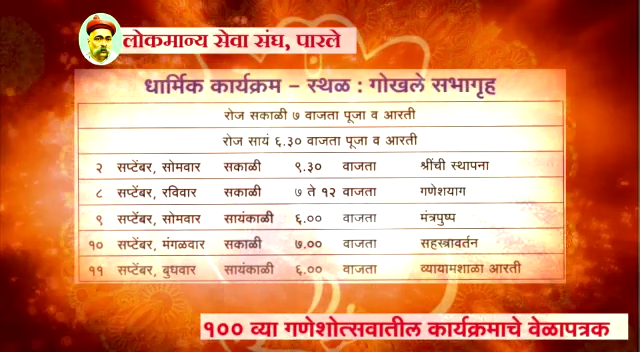 लोकमान्य सेवा संघ, पारले
धार्मिक कार्यक्रम – स्थळ : गोखले सभागृह
रोज सकाळी ७ वाजता पूजा व आरती
रोज सायं ६.३० वाजता पूजा व आरती
२ सप्टेंबर, सोमवार सकाळी ९.३० वाजता श्रींची स्थापना
८ सप्टेंबर, रविवार सकाळी ७ ते १२ वाजता गणेशयाग
९ सप्टेंबर, सोमवार सायंकाळी ६.०० वाजता मंत्रपुष्प
१० सप्टेंबर, मंगळवार सकाळी ७.०० वाजता सहस्त्रावर्तन
११ सप्टेंबर, बुधवार सायंकाळी ६.०० वाजता व्यायामशाळा आरती
१०० व्या गणेशोत्सवातील कार्यक्रमाचे वेळापत्रक